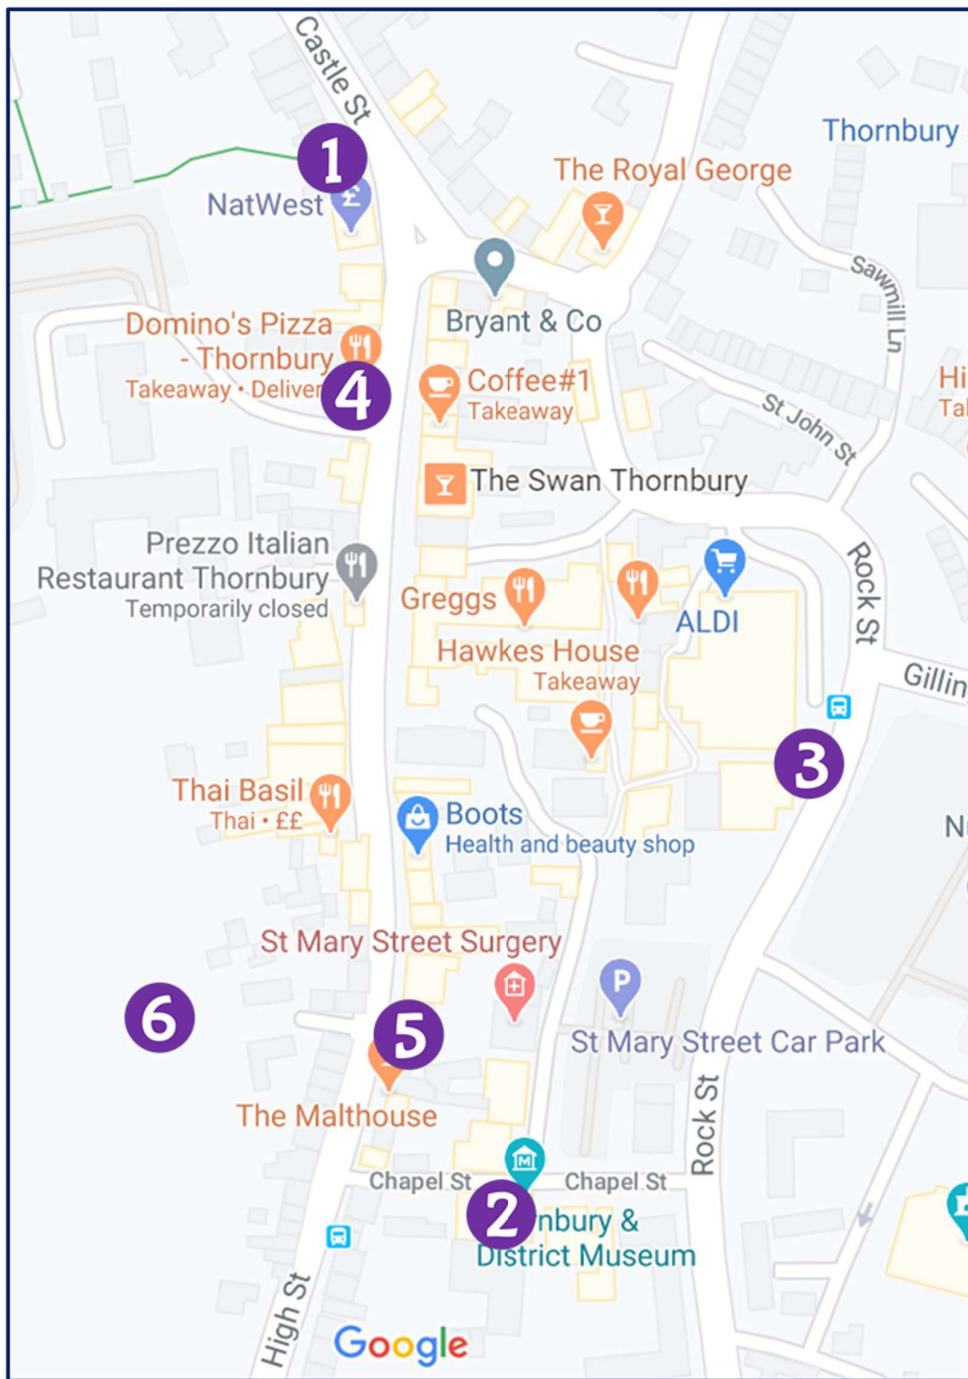 Castle St
1
The Royal George
Thornbury
NatWest
£
Sawmill Ln
Bryant & Co
Domino's Pizza
- Thornbury
Takeaway • Deliver
4
Coffee#1
Takeaway
Hi
Tal
St John St
The Swan Thornbury
Prezzo Italian
Restaurant Thornbury
Temporarily closed
Rock St
Greggs
ALDI
Hawkes House
Takeaway
Gillin
3
Thai Basil
Thai • ££
Boots
Health and beauty shop
N
St Mary Street Surgery
P
6
5
St Mary Street Car Park
The Malthouse
Rock St
M
Chapel St
Chapel St
2
nbury &
District Museum
High St
Google